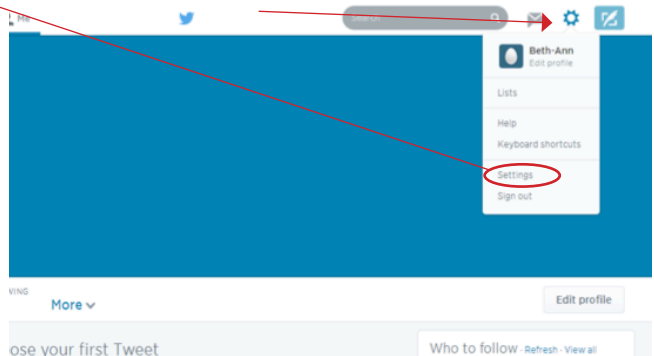 Me
Search
Beth-Ann
Edit profile
Lists
Help
Keyboard shortcuts
Settings
Sign out
VING
More
Edit profile
ose your first Tweet
Who to follow · Refresh · View all